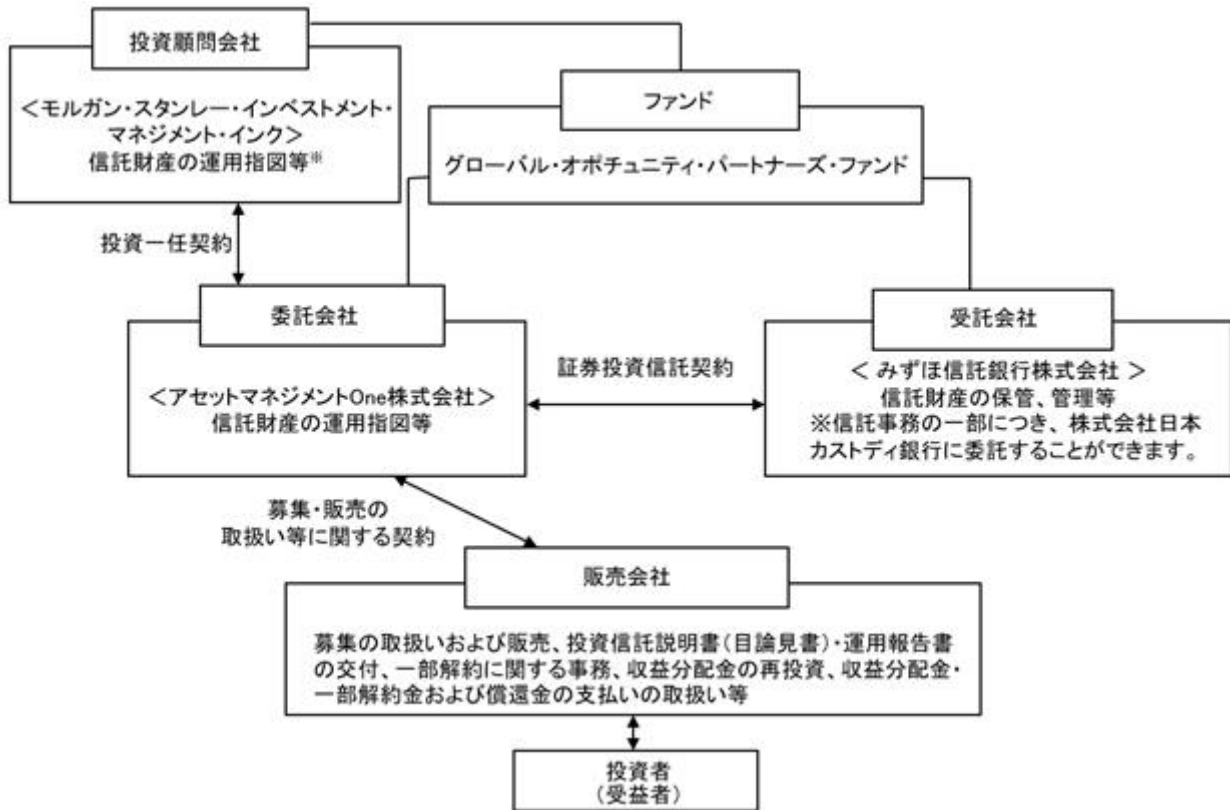 投資顧問会社
<モルガン・スタンレー・インベストメント・
マネジメント・インク>
信託財産の運用指図等※
ファンド
グローバル・オポチュニティ・パートナーズ・ファンド
投資一任契約
委託会社
<アセットマネジメントOne株式会社>
信託財産の運用指図等
証券投資信託契約
受託会社
< みずほ信託銀行株式会社 >
信託財産の保管、管理等
※信託事務の一部につき、株式会社日本
カストディ銀行に委託することができます。
募集・販売の
取扱い等に関する契約
販売会社
募集の取扱いおよび販売、投資信託説明書(目論見書)・運用報告書
の交付、一部解約に関する事務、収益分配金の再投資、収益分配金・
一部解約金および償還金の支払いの取扱い等
投資者
(受益者)